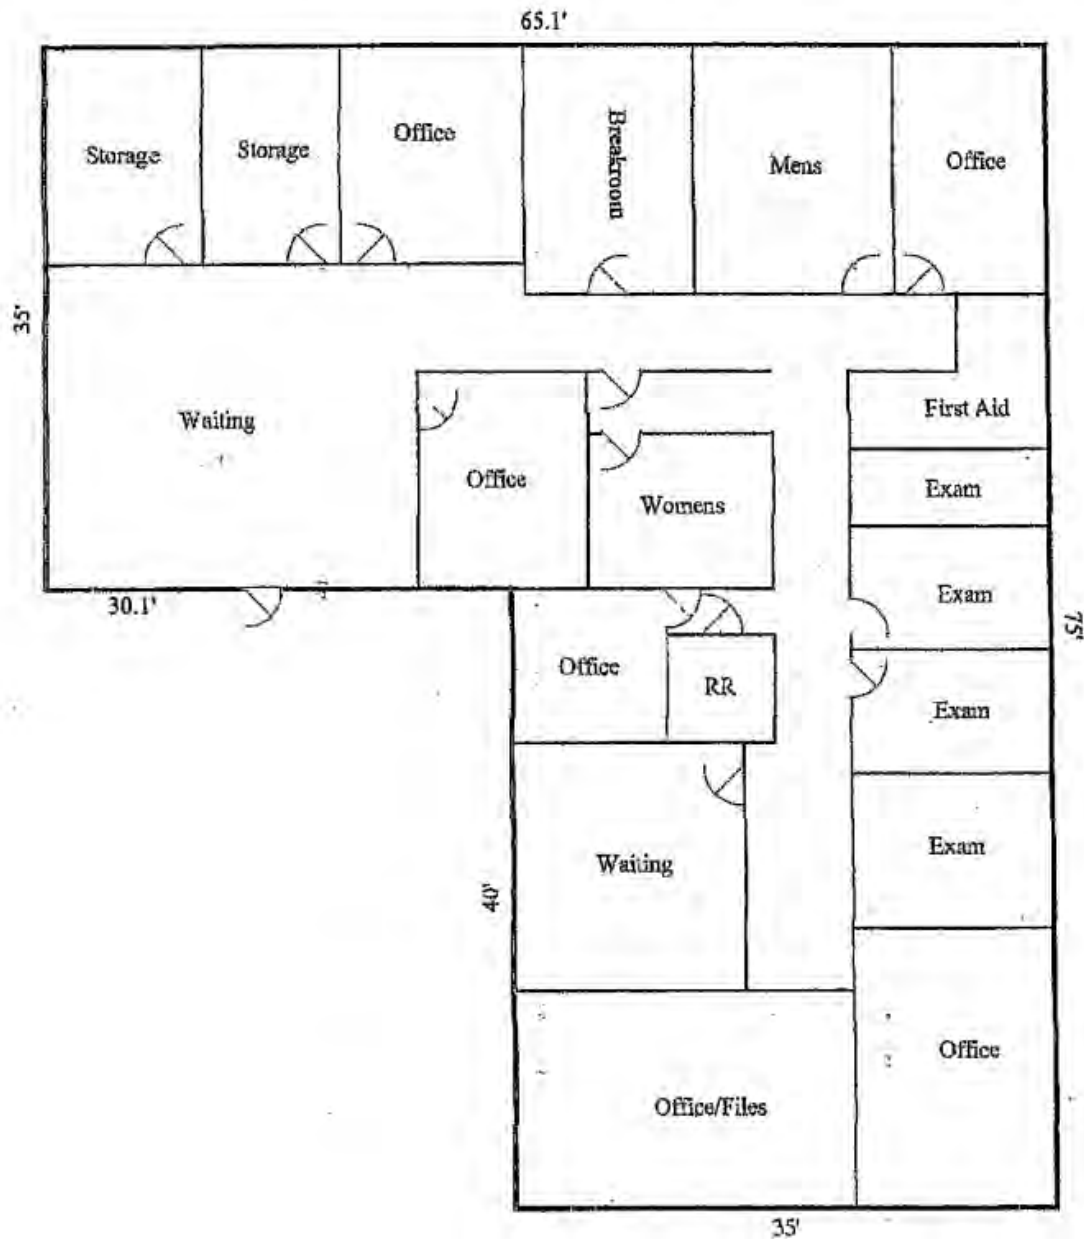 65.1'
Storage
Storage
Office
Breakroom
Mens
Office
35'
Waiting
First Aid
Office
Womens
Exam
30.1'
Exam
75'
Office
RR
Exam
Waiting
Exam
40'
Office
Office/Files
35'